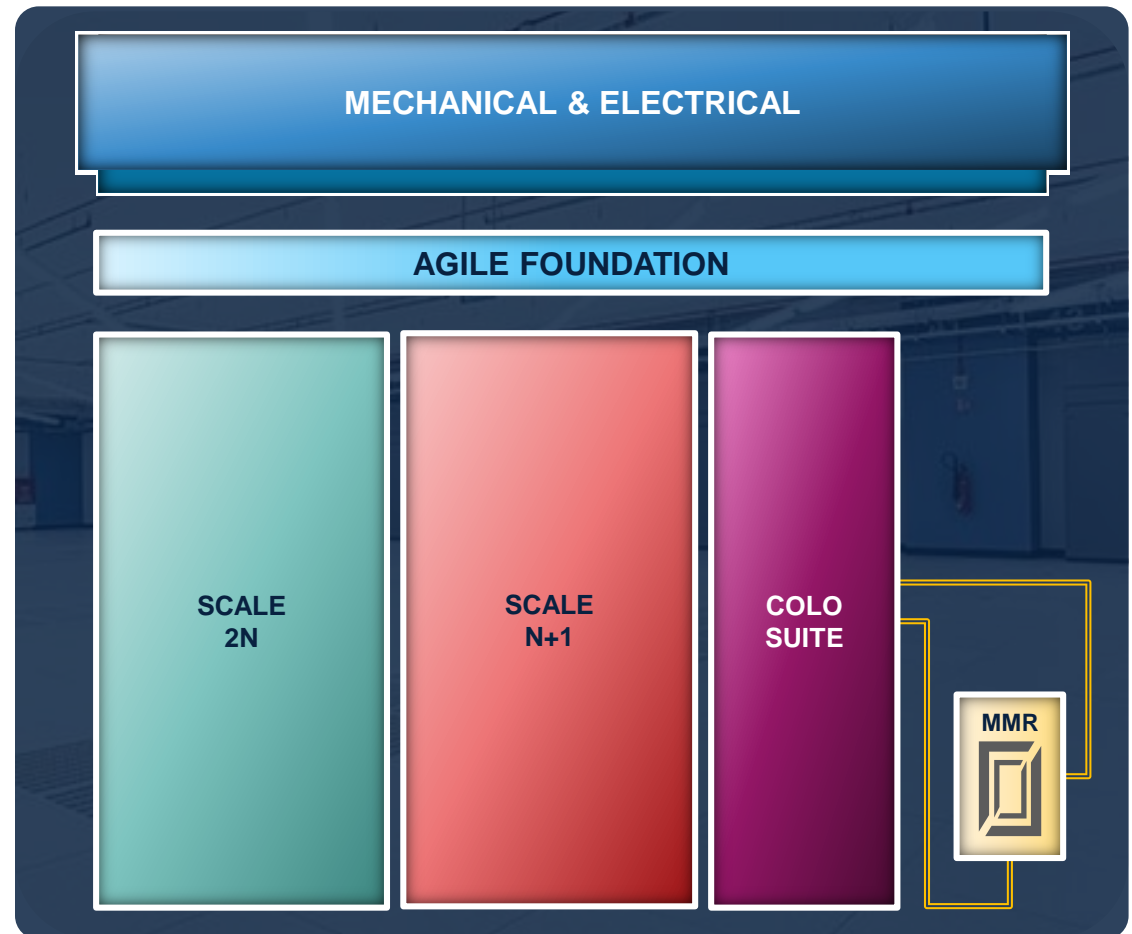 MECHANICAL & ELECTRICAL
AGILE FOUNDATION
SCALE
2N
SCALE
N+1
COLO
SUITE
MMR